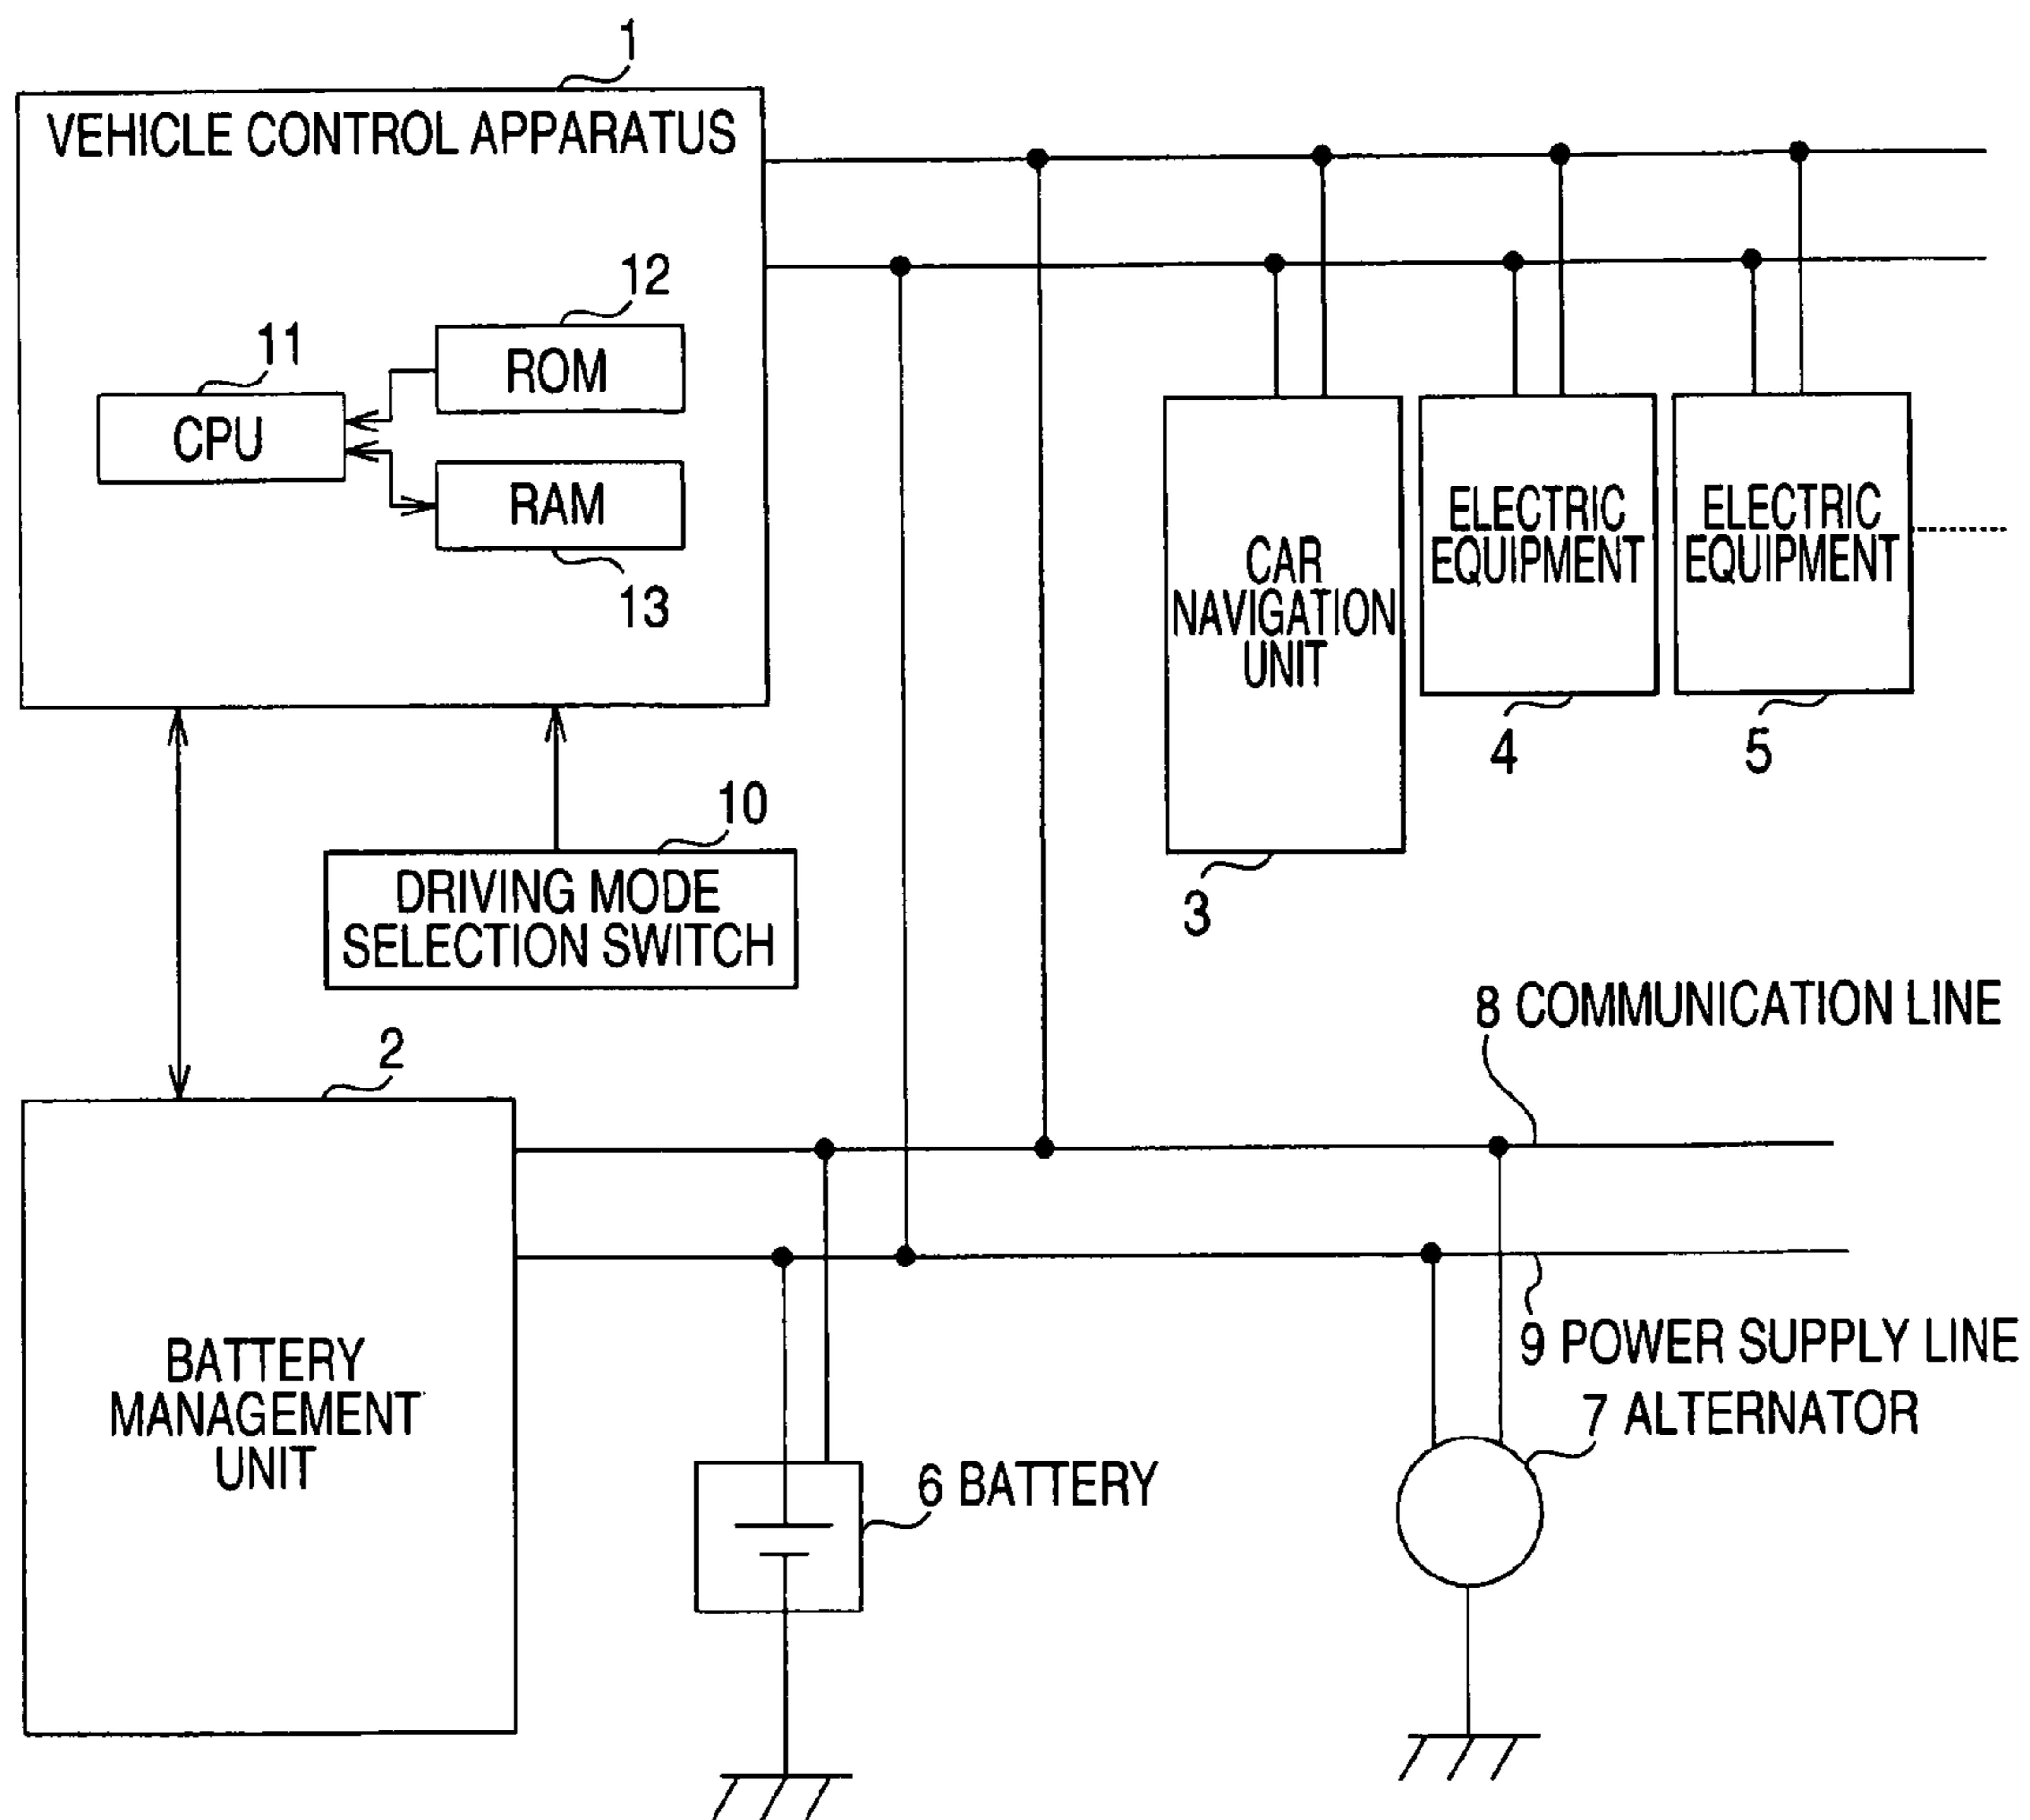 1
VEHICLE CONTROL APPARATUS
12
ROM
11
CPU
RAM
13
CAR
NAVIGATION
UNIT
3
ELECTRIC
EQUIPMENT
4
ELECTRIC
EQUIPMENT
5
10
DRIVING MODE
SELECTION SWITCH
8 COMMUNICATION LINE
2
BATTERY
MANAGEMENT
UNIT
9 POWER SUPPLY LINE
7 ALTERNATOR
6 BATTERY